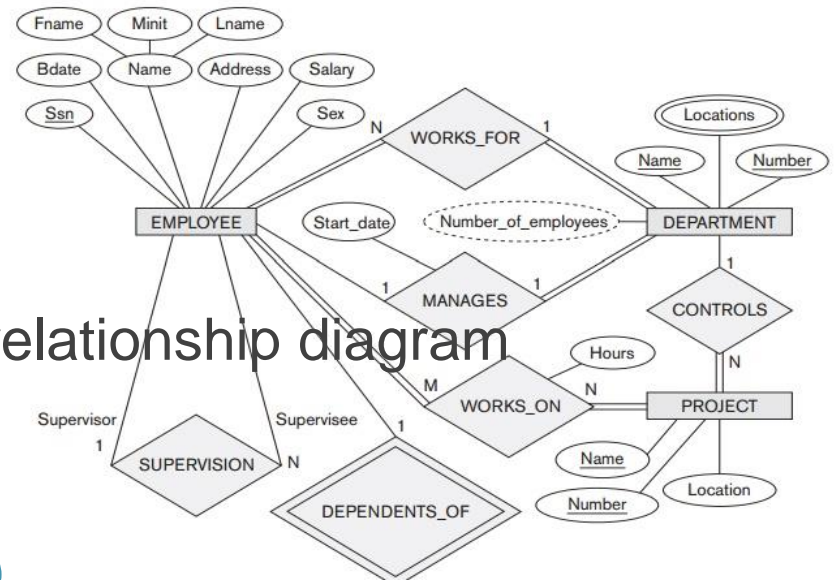 Fname Minit Lname
Bdate Name Address Salary
Ssn Sex
N WORKS_FOR 1
Locations
Name Number
EMPLOYEE Start_date Number_of_employees DEPARTMENT
1 MANAGES 1
1
CONTROLS
N
elationship diagram
Hours
M WORKS_ON N PROJECT
Supervisor Supervisee
1 SUPERVISION N
1
DEPENDENTS_OF
Name
Number
Location